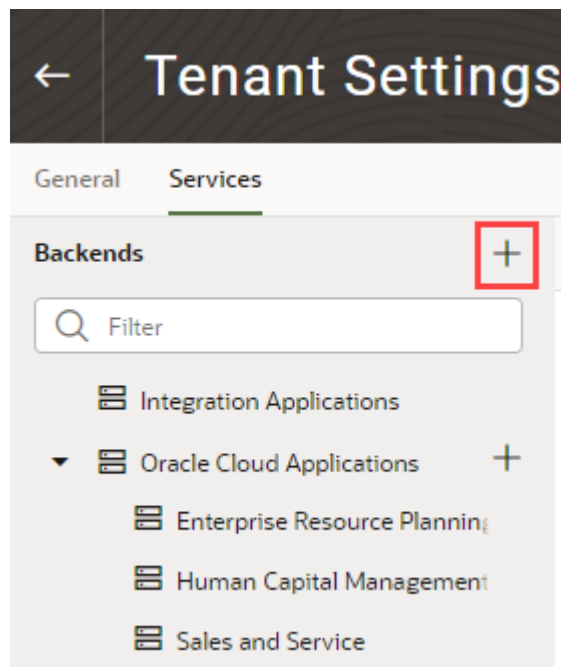 Tenant Settings
General Services
Backends
Filter
Integration Applications
Oracle Cloud Applications
Enterprise Resource Planning
Human Capital Management
Sales and Service